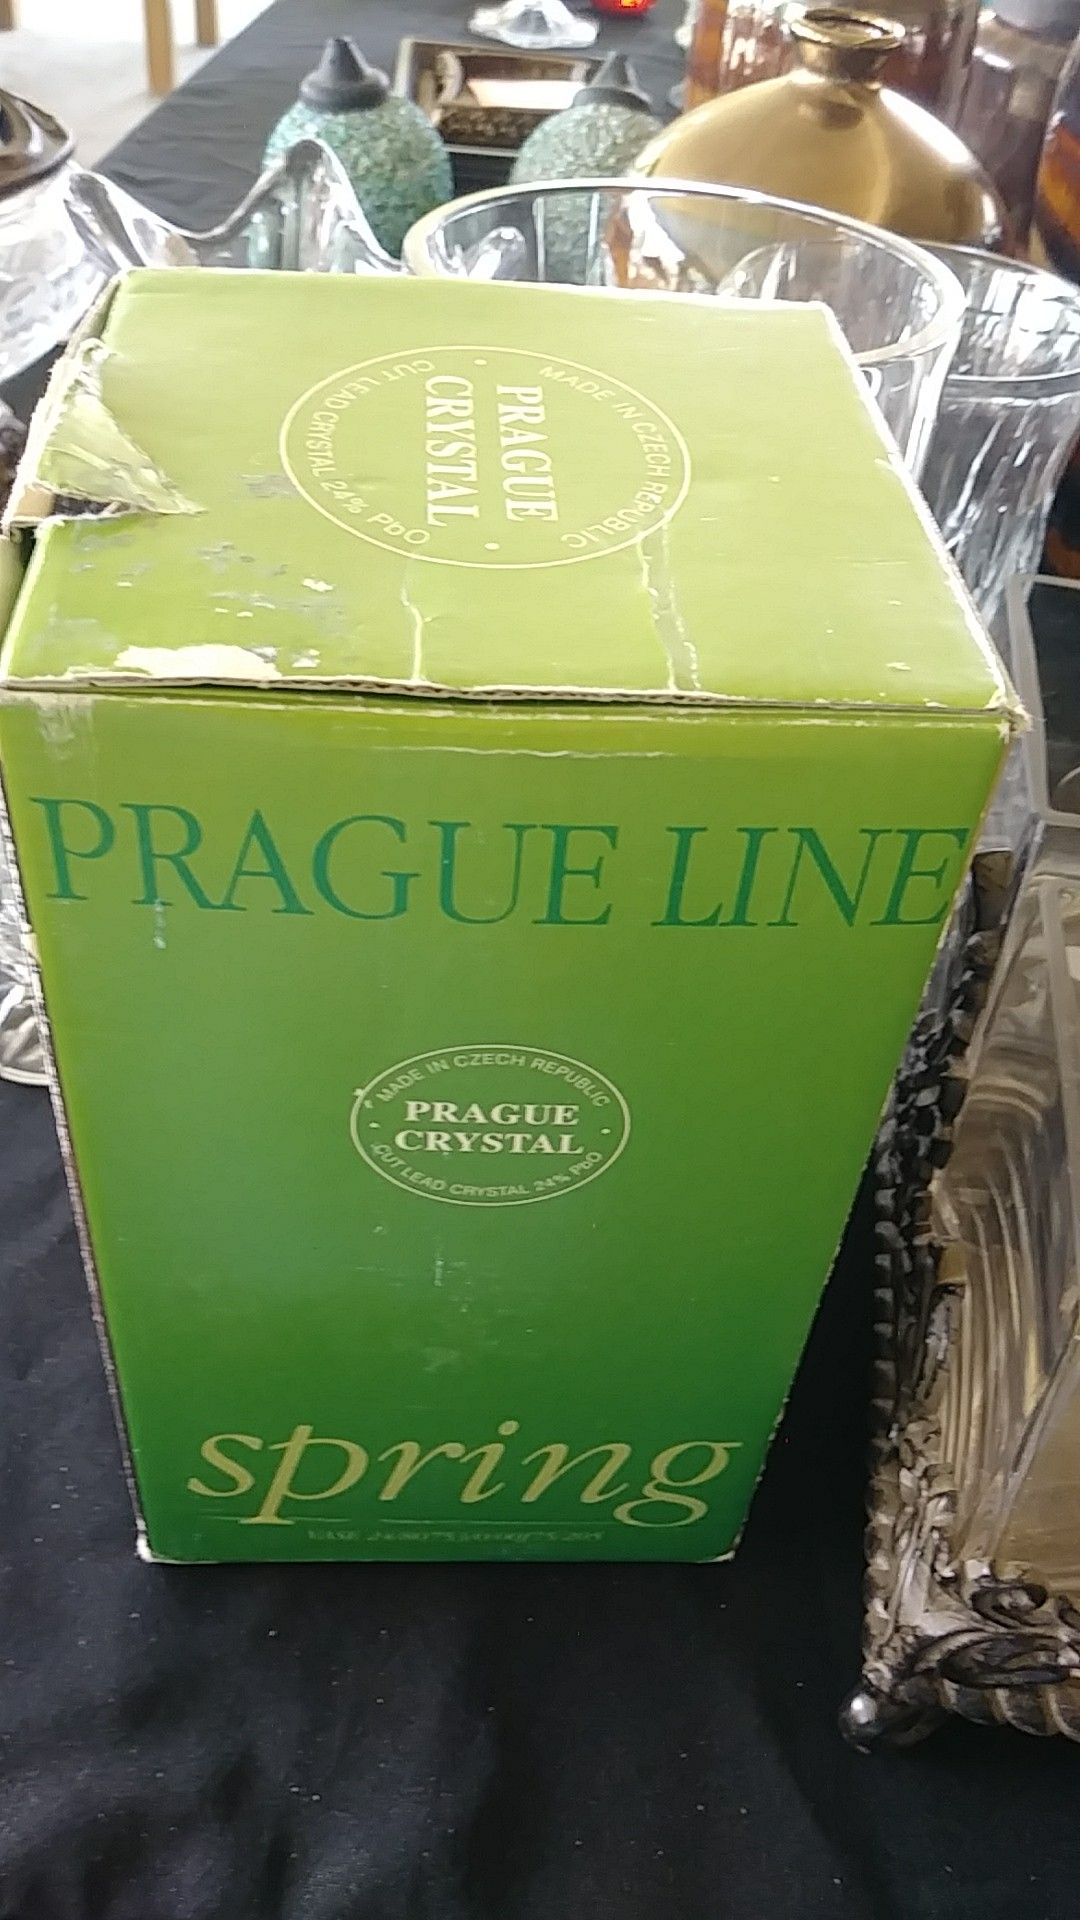 MADE IN CZECH REPUBLIC
PRAGUE
CRYSTAL
CUT LEAD CRYSTAL 24% PbO
PRAGUE LINE
MADE IN CZECH REPUBLIC
PRAGUE
CRYSTAL
CUT LEAD CRYSTAL 24% PbO
spring